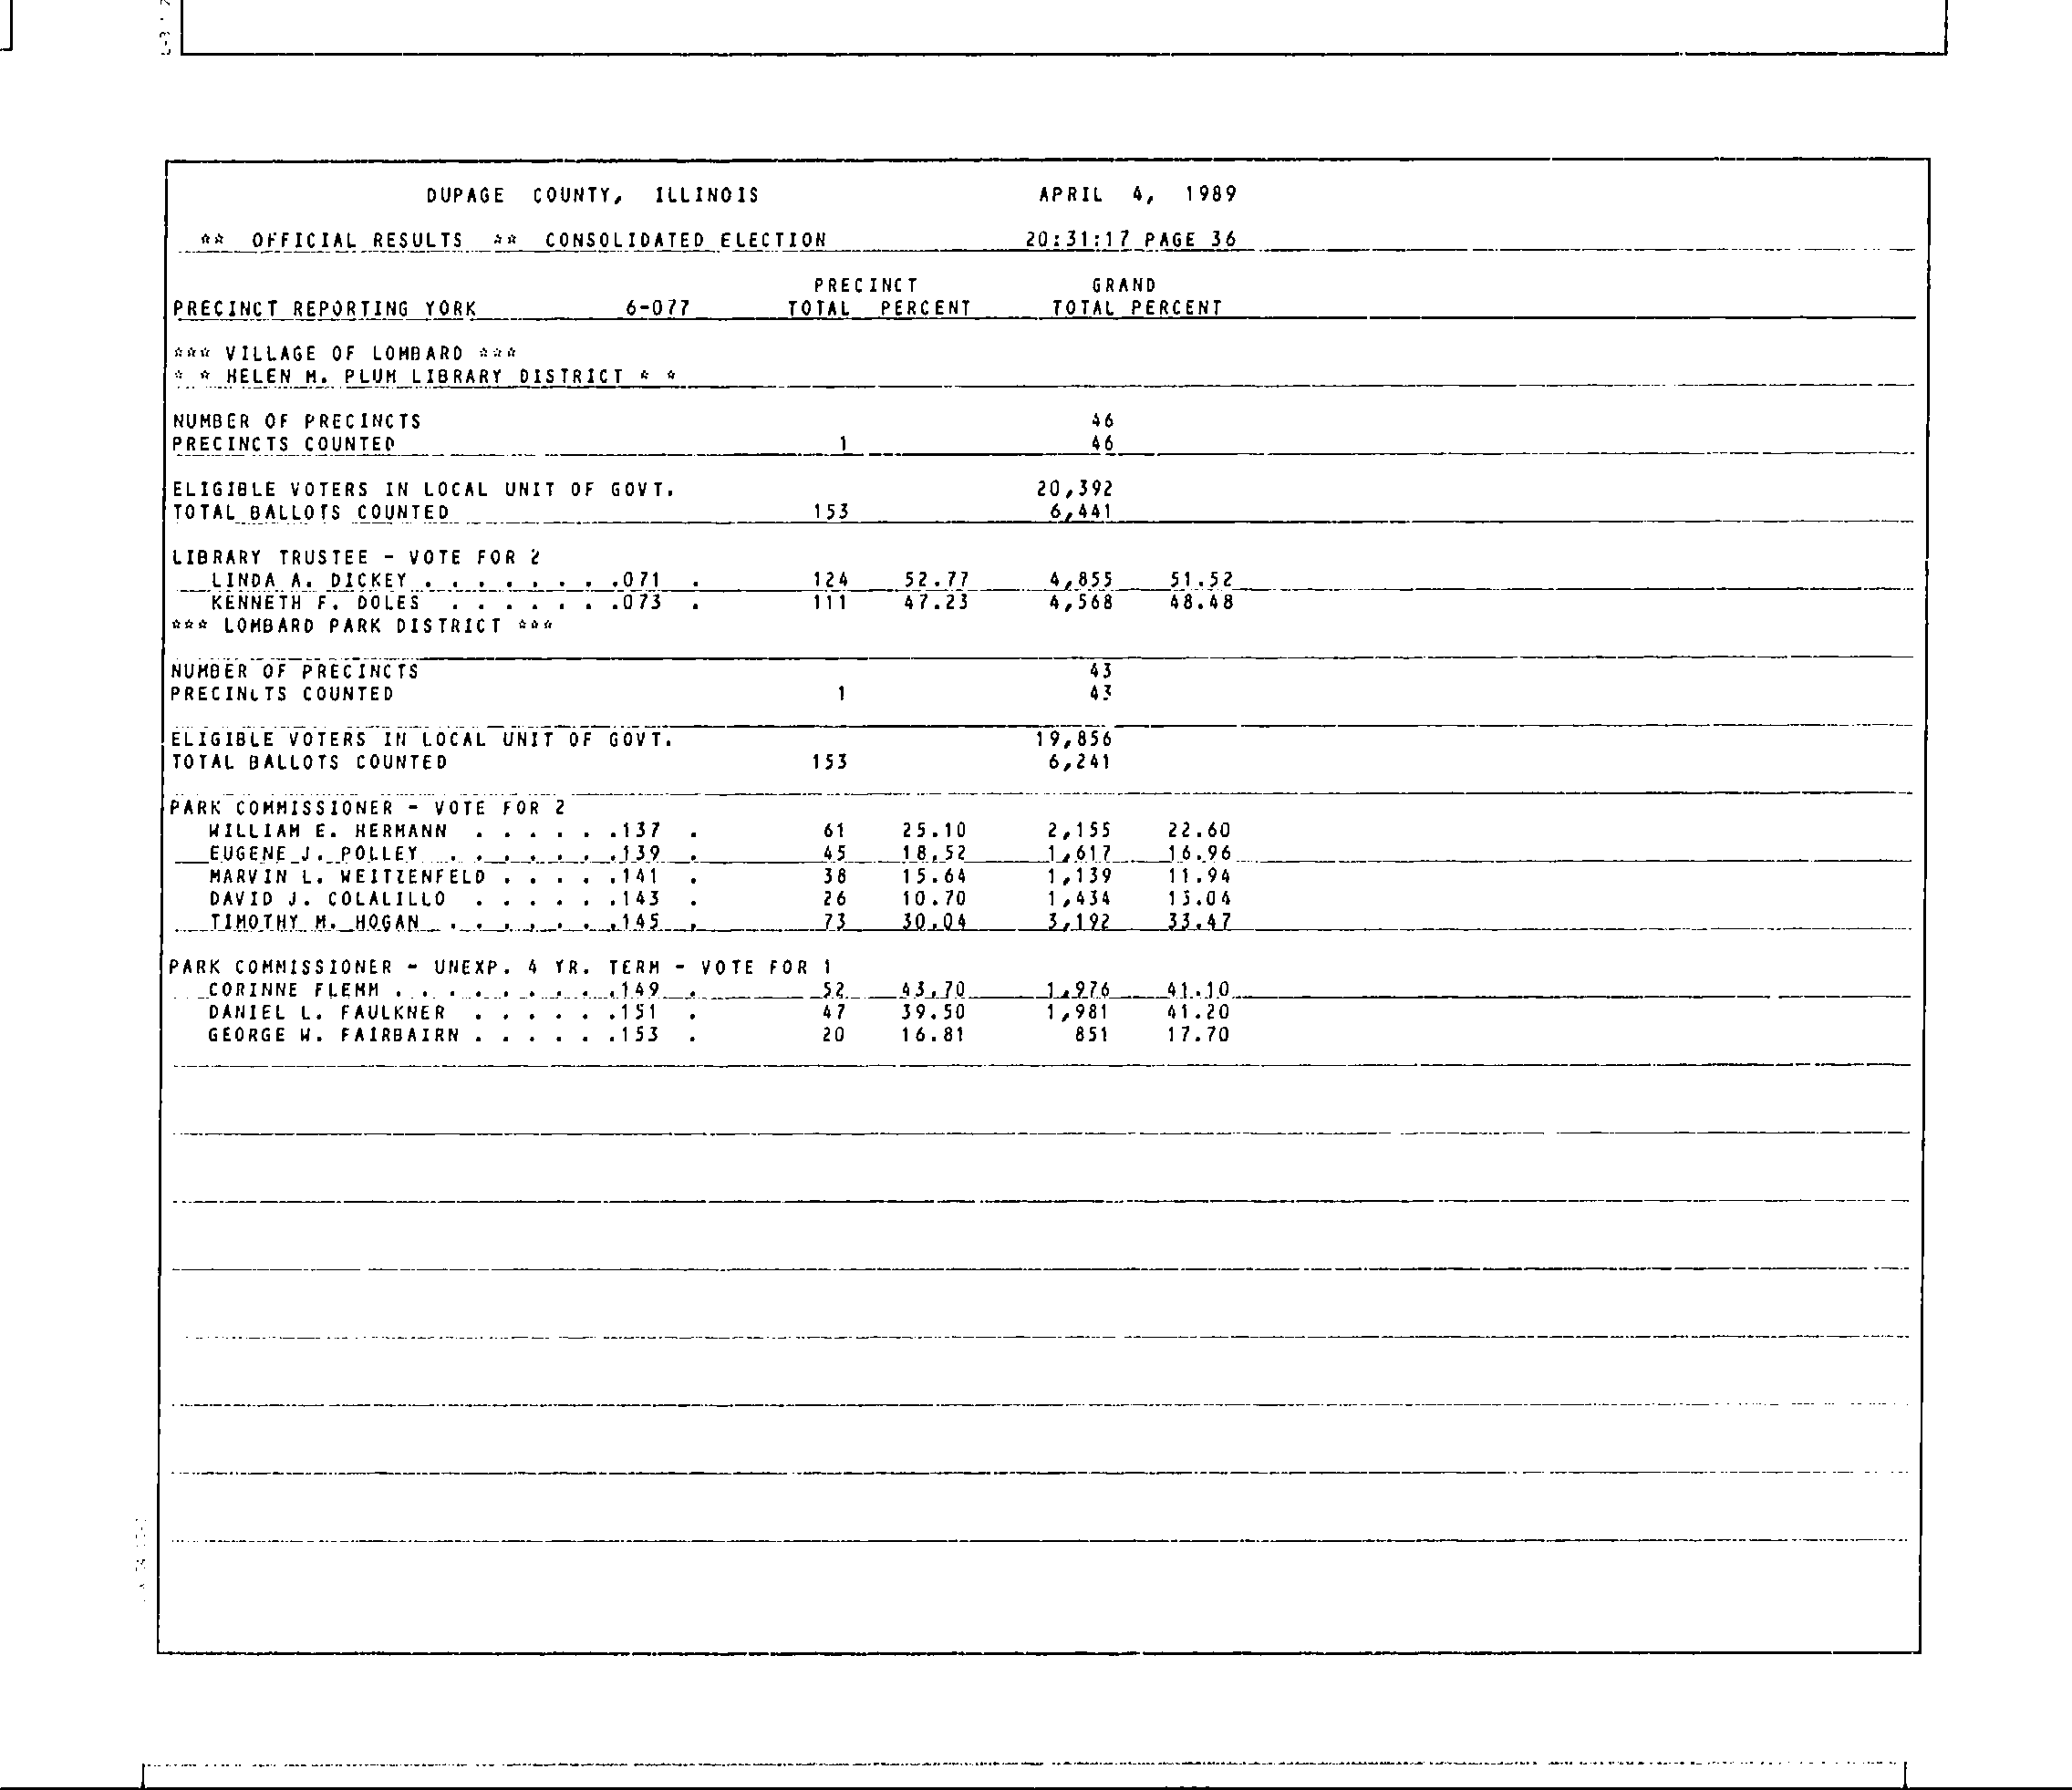 DUPAGE COUNTY, ILLINOIS APRIL 4, 1989
** OFFICIAL RESULTS ** CONSOLIDATED ELECTION 20:31:17 PAGE 36
PRECINCT GRAND
PRECINCT REPORTING YORK 6-077 TOTAL PERCENT TOTAL PERCENT
*** VILLAGE OF LOMBARD ***
* * HELEN M. PLUM LIBRARY DISTRICT * *
NUMBER OF PRECINCTS 46
PRECINCTS COUNTED 1 46
ELIGIBLE VOTERS IN LOCAL UNIT OF GOVT. 20,392
TOTAL BALLOTS COUNTED 153 6,441
LIBRARY TRUSTEE - VOTE FOR 2
LINDA A. DICKEY . . . . . . . .071 . 124 52.77 4,855 51.52
KENNETH F. DOLES . . . . . . .073 . 111 47.23 4,568 48.48
*** LOMBARD PARK DISTRICT ***
NUMBER OF PRECINCTS 43
PRECINCTS COUNTED 1 43
ELIGIBLE VOTERS IN LOCAL UNIT OF GOVT. 19,856
TOTAL BALLOTS COUNTED 153 6,241
PARK COMMISSIONER - VOTE FOR 2
WILLIAM E. HERMANN . . . . . .137 . 61 25.10 2,155 22.60
EUGENE J. POLLEY . . . . . . .139 . 45 18.52 1,617 16.96
MARVIN L. WEITZENFELD . . . . .141 . 38 15.64 1,139 11.94
DAVID J. COLALILLO . . . . . .143 . 26 10.70 1,434 15.04
TIMOTHY M. HOGAN . . . . . . .145 . 73 30.04 3,192 33.47
PARK COMMISSIONER - UNEXP. 4 YR. TERM - VOTE FOR 1
CORINNE FLEMM . . . . . . . . .149 . 52 43.70 1,976 41.10
DANIEL L. FAULKNER . . . . . .151 . 47 39.50 1,981 41.20
GEORGE W. FAIRBAIRN . . . . . .153 . 20 16.81 851 17.70